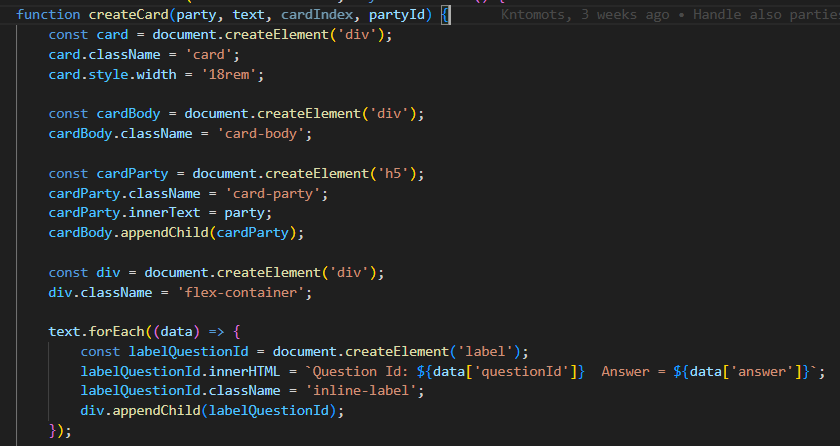 () {
function createCard(party, text, cardIndex, partyId) { Kntomots, 3 weeks ago • Handle also partie
    const card = document.createElement('div');
    card.className = 'card';
    card.style.width = '18rem';

    const cardBody = document.createElement('div');
    cardBody.className = 'card-body';

    const cardParty = document.createElement('h5');
    cardParty.className = 'card-party';
    cardParty.innerText = party;
    cardBody.appendChild(cardParty);

    const div = document.createElement('div');
    div.className = 'flex-container';

    text.forEach((data) => {
        const labelQuestionId = document.createElement('label');
        labelQuestionId.innerHTML = `Question Id: ${data['questionId']}  Answer = ${data['answer']}`;
        labelQuestionId.className = 'inline-label';
        div.appendChild(labelQuestionId);
    });